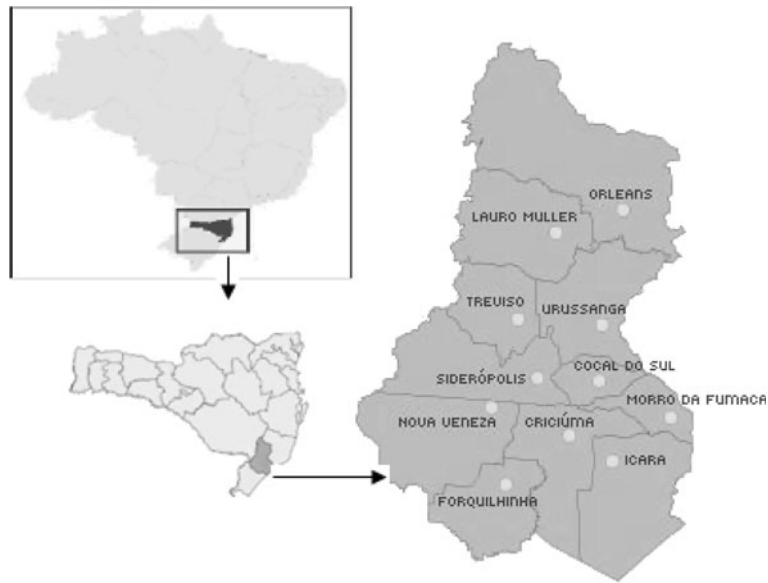 ORLEANS
LAURO MULLER
TREVISO
URUSSANGA
COCAL DO SUL
SIDERÓPOLIS
MORRO DA FUMACA
NOVA VENEZA
CRICIÚMA
ICARA
FORQUILHINHA